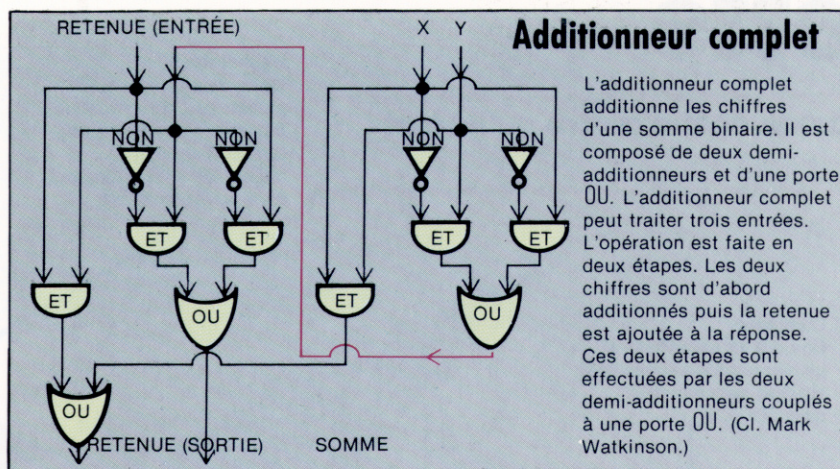 RETENUE (ENTRÉE)
X Y
Additionneur complet
L'additionneur complet
additionne les chiffres
d'une somme binaire. Il est
composé de deux demi-
additionneurs et d'une porte
OU. L'additionneur complet
peut traiter trois entrées.
L'opération est faite en
deux étapes. Les deux
chiffres sont d'abord
additionnés puis la retenue
est ajoutée à la réponse.
Ces deux étapes sont
effectuées par les deux
demi-additionneurs couplés
à une porte OU. (Cl. Mark
Watkinson.)
NON NON NON NON
ET ET ET ET
ET OU ET OU
OU
RETENUE (SORTIE) SOMME